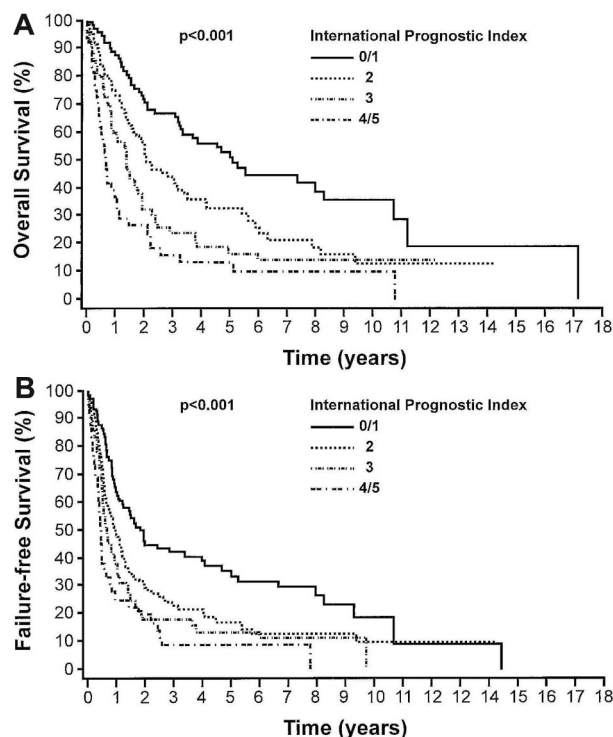 A
p<0.001
International Prognostic Index
0/1
2
3
4/5
Overall Survival (%)
100
90
80
70
60
50
40
30
20
10
0
0 1 2 3 4 5 6 7 8 9 10 11 12 13 14 15 16 17 18
Time (years)
B
p<0.001
International Prognostic Index
0/1
2
3
4/5
Failure-free Survival (%)
100
90
80
70
60
50
40
30
20
10
0
0 1 2 3 4 5 6 7 8 9 10 11 12 13 14 15 16 17 18
Time (years)